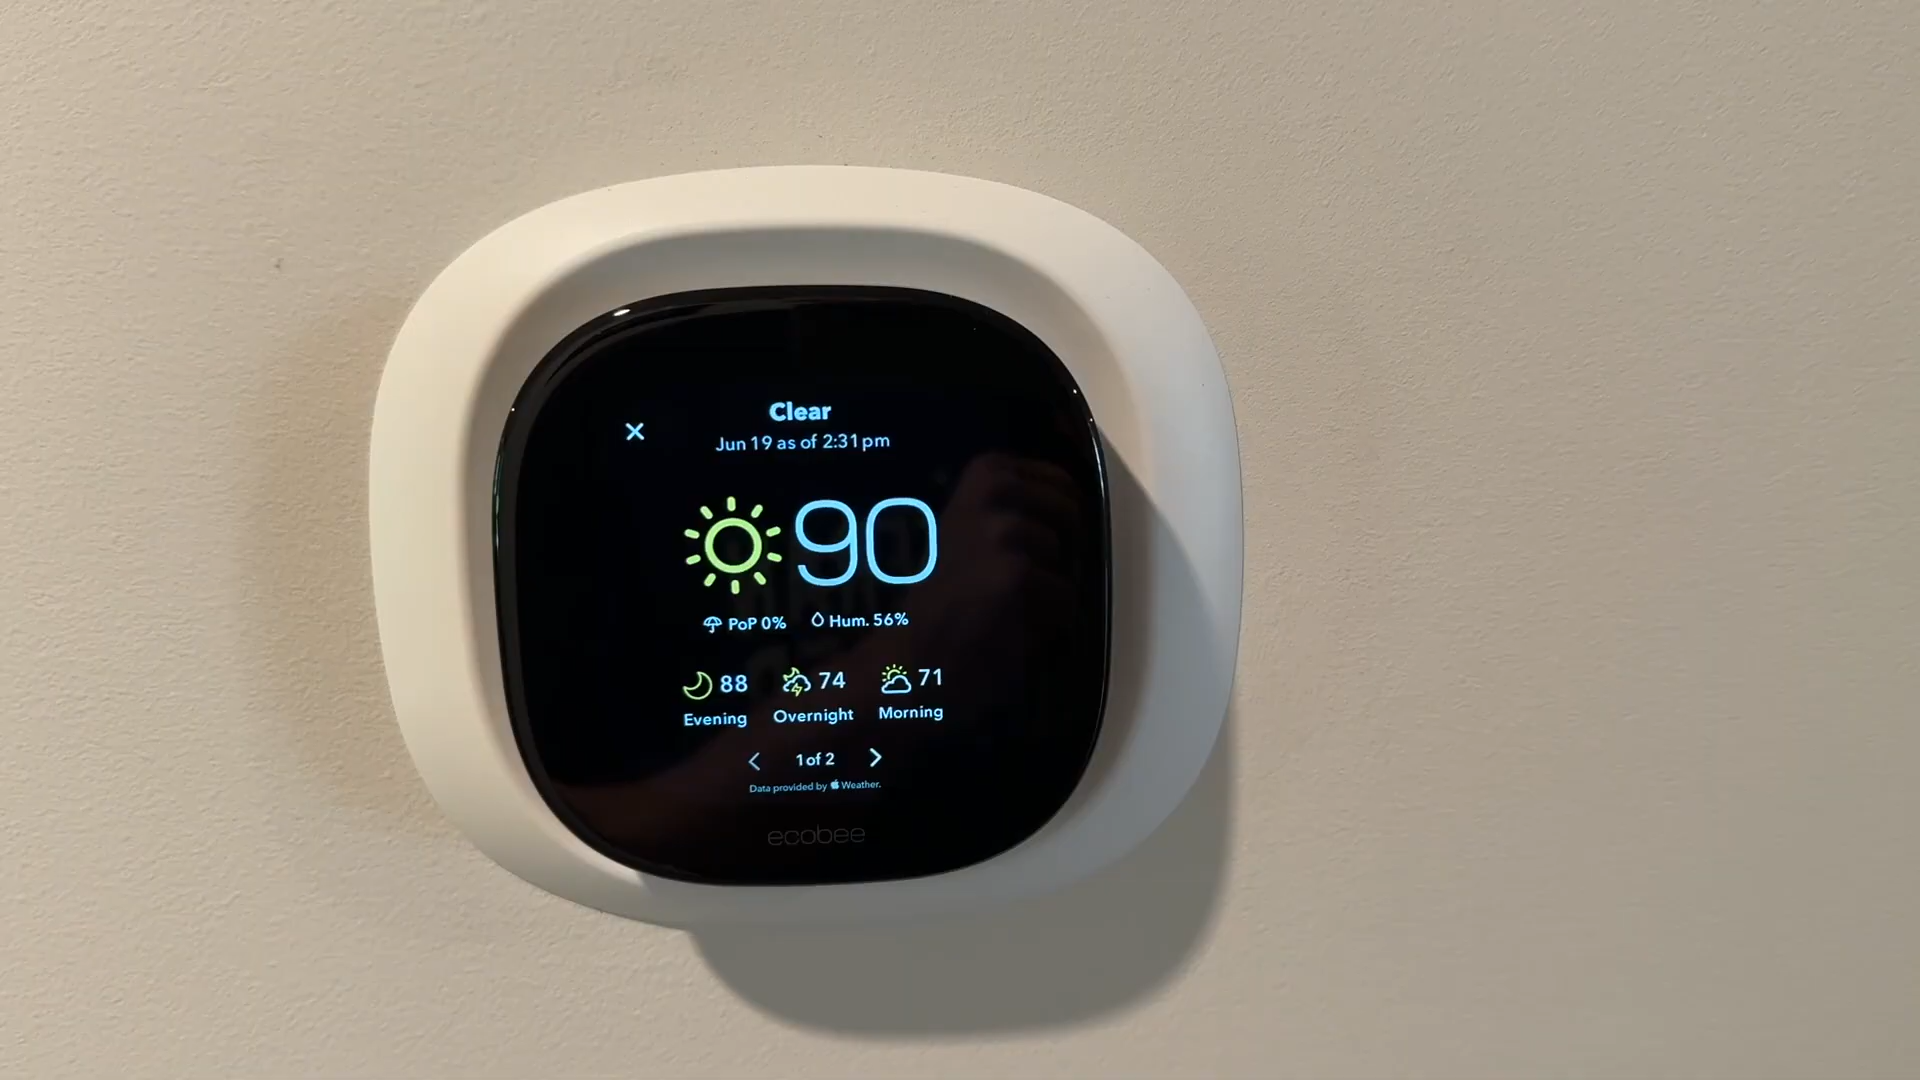 Clear
Jun 19 as of 2:31 pm
90
PoP 0% Hum. 56%
88 74 71
Evening Overnight Morning
1 of 2
Data provided by Weather.
ecobee